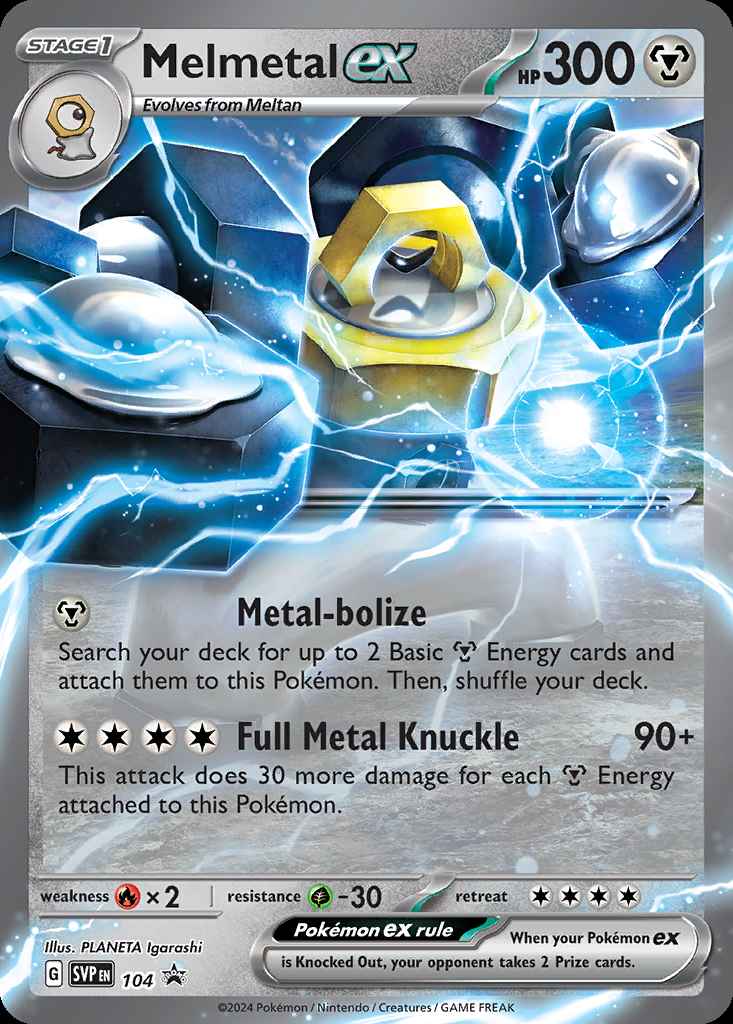 STAGE 1
Melmetal ex HP 300
Evolves from Meltan
Metal-bolize
Search your deck for up to 2 Basic Energy cards and
attach them to this Pokémon. Then, shuffle your deck.
Full Metal Knuckle 90+
This attack does 30 more damage for each Energy
attached to this Pokémon.
weakness ×2 resistance -30 retreat
Illus. PLANETA Igarashi
Pokémon ex rule When your Pokémon ex
is Knocked Out, your opponent takes 2 Prize cards.
G SVP EN 104
©2024 Pokémon / Nintendo / Creatures / GAME FREAK